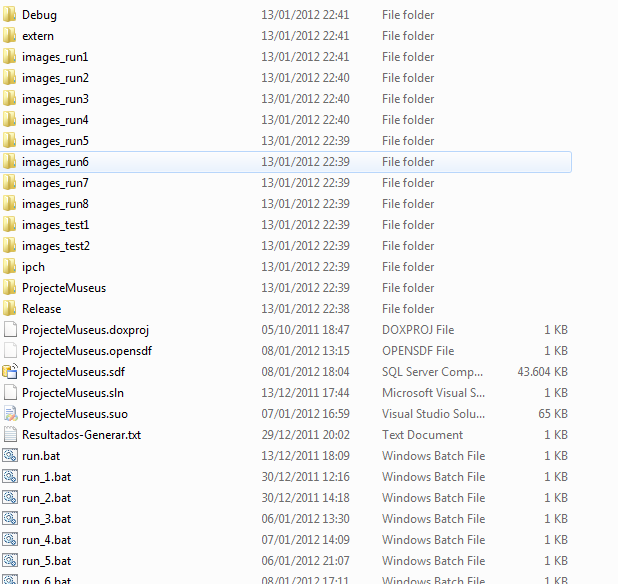 Debug 13/01/2012 22:41 File folder
extern 13/01/2012 22:41 File folder
images_run1 13/01/2012 22:41 File folder
images_run2 13/01/2012 22:40 File folder
images_run3 13/01/2012 22:40 File folder
images_run4 13/01/2012 22:40 File folder
images_run5 13/01/2012 22:39 File folder
images_run6 13/01/2012 22:39 File folder
images_run7 13/01/2012 22:39 File folder
images_run8 13/01/2012 22:39 File folder
images_test1 13/01/2012 22:39 File folder
images_test2 13/01/2012 22:39 File folder
ipch 13/01/2012 22:39 File folder
ProjecteMuseus 13/01/2012 22:39 File folder
Release 13/01/2012 22:38 File folder
ProjecteMuseus.doxproj 05/10/2011 18:47 DOXPROJ File 1 KB
ProjecteMuseus.opensdf 08/01/2012 13:15 OPENSDF File 1 KB
ProjecteMuseus.sdf 08/01/2012 18:04 SQL Server Comp... 43.604 KB
ProjecteMuseus.sln 13/12/2011 17:44 Microsoft Visual S... 1 KB
ProjecteMuseus.suo 07/01/2012 16:59 Visual Studio Solu... 65 KB
Resultados-Generar.txt 29/12/2011 20:02 Text Document 1 KB
run.bat 13/12/2011 18:09 Windows Batch File 1 KB
run_1.bat 30/12/2011 12:16 Windows Batch File 1 KB
run_2.bat 30/12/2011 14:18 Windows Batch File 1 KB
run_3.bat 06/01/2012 13:30 Windows Batch File 1 KB
run_4.bat 07/01/2012 14:09 Windows Batch File 1 KB
run_5.bat 06/01/2012 21:07 Windows Batch File 1 KB
run_6.bat 08/01/2012 17:11 Windows Batch File 1 KB